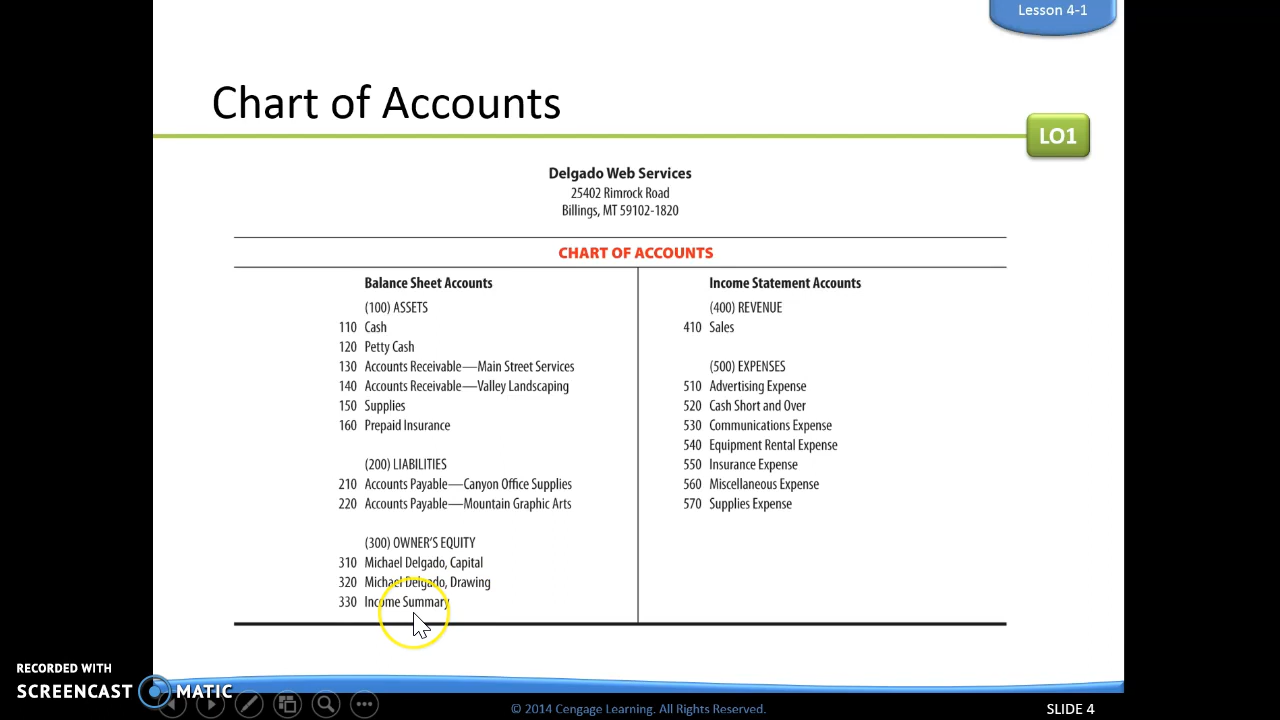 Lesson 4-1
Chart of Accounts
LO1
Delgado Web Services
25402 Rimrock Road
Billings, MT 59102-1820
CHART OF ACCOUNTS
Balance Sheet Accounts
(100) ASSETS
110 Cash
120 Petty Cash
130 Accounts Receivable—Main Street Services
140 Accounts Receivable—Valley Landscaping
150 Supplies
160 Prepaid Insurance
(200) LIABILITIES
210 Accounts Payable—Canyon Office Supplies
220 Accounts Payable—Mountain Graphic Arts
(300) OWNER'S EQUITY
310 Michael Delgado, Capital
320 Michael Delgado, Drawing
330 Income Summary
Income Statement Accounts
(400) REVENUE
410 Sales
(500) EXPENSES
510 Advertising Expense
520 Cash Short and Over
530 Communications Expense
540 Equipment Rental Expense
550 Insurance Expense
560 Miscellaneous Expense
570 Supplies Expense
RECORDED WITH
SCREENCAST MATIC
© 2014 Cengage Learning. All Rights Reserved.
SLIDE 4